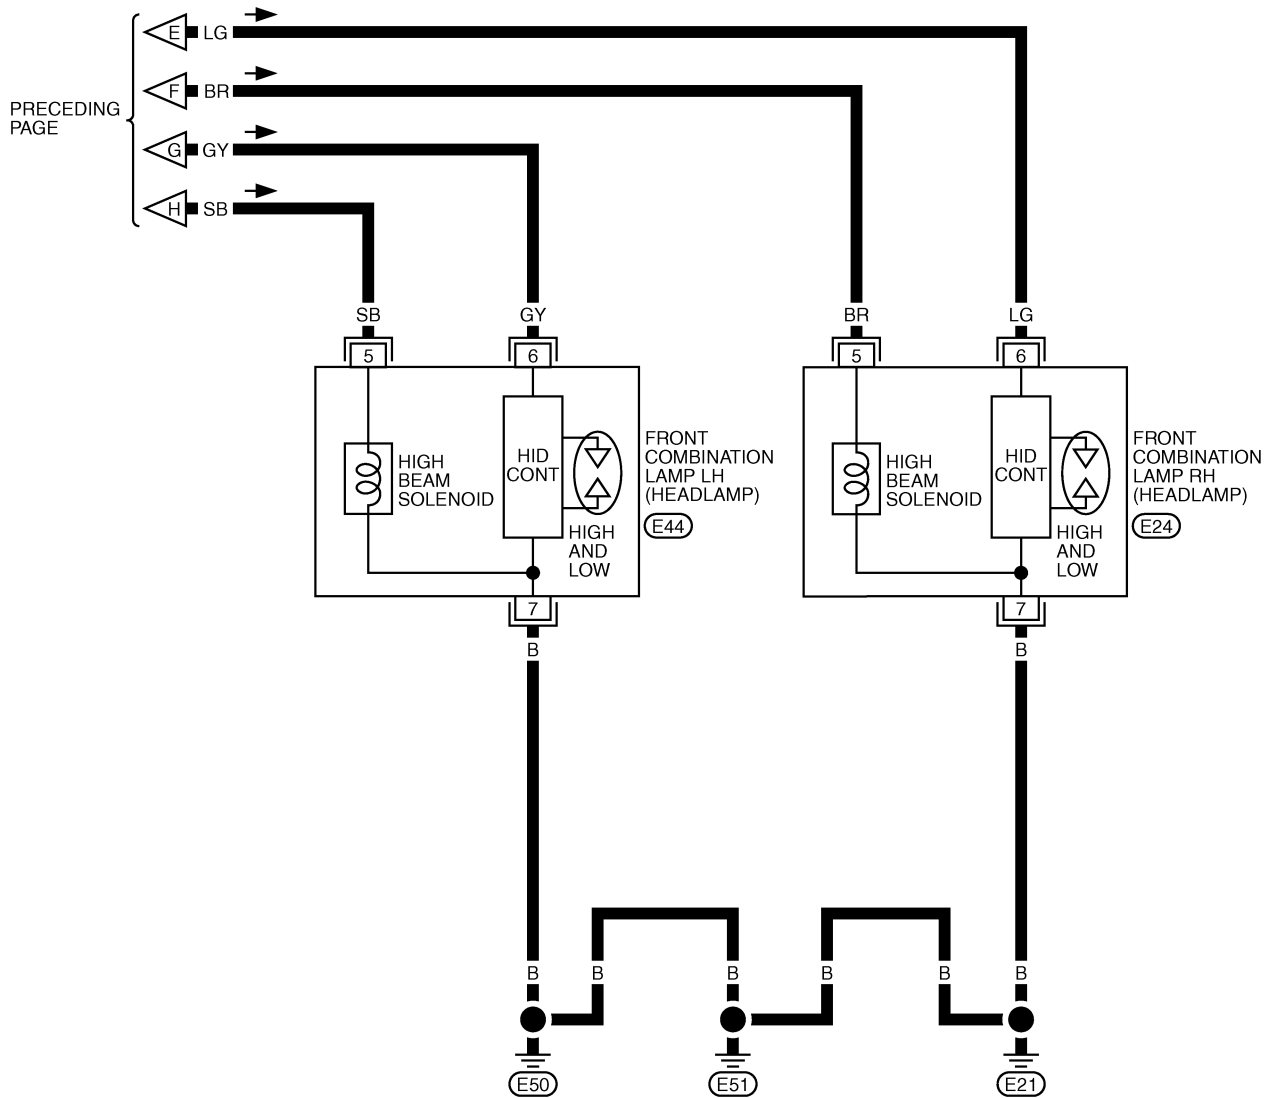 E LG
F BR
PRECEDING
PAGE
G GY
H SB
SB GY BR LG
5 6 5 6
FRONT
COMBINATION
LAMP LH
(HEADLAMP)
E44
HIGH
BEAM
SOLENOID
HID
CONT
HIGH
AND
LOW
FRONT
COMBINATION
LAMP RH
(HEADLAMP)
E24
HIGH
BEAM
SOLENOID
HID
CONT
HIGH
AND
LOW
7 7
B B
B B B B B B
E50 E51 E21